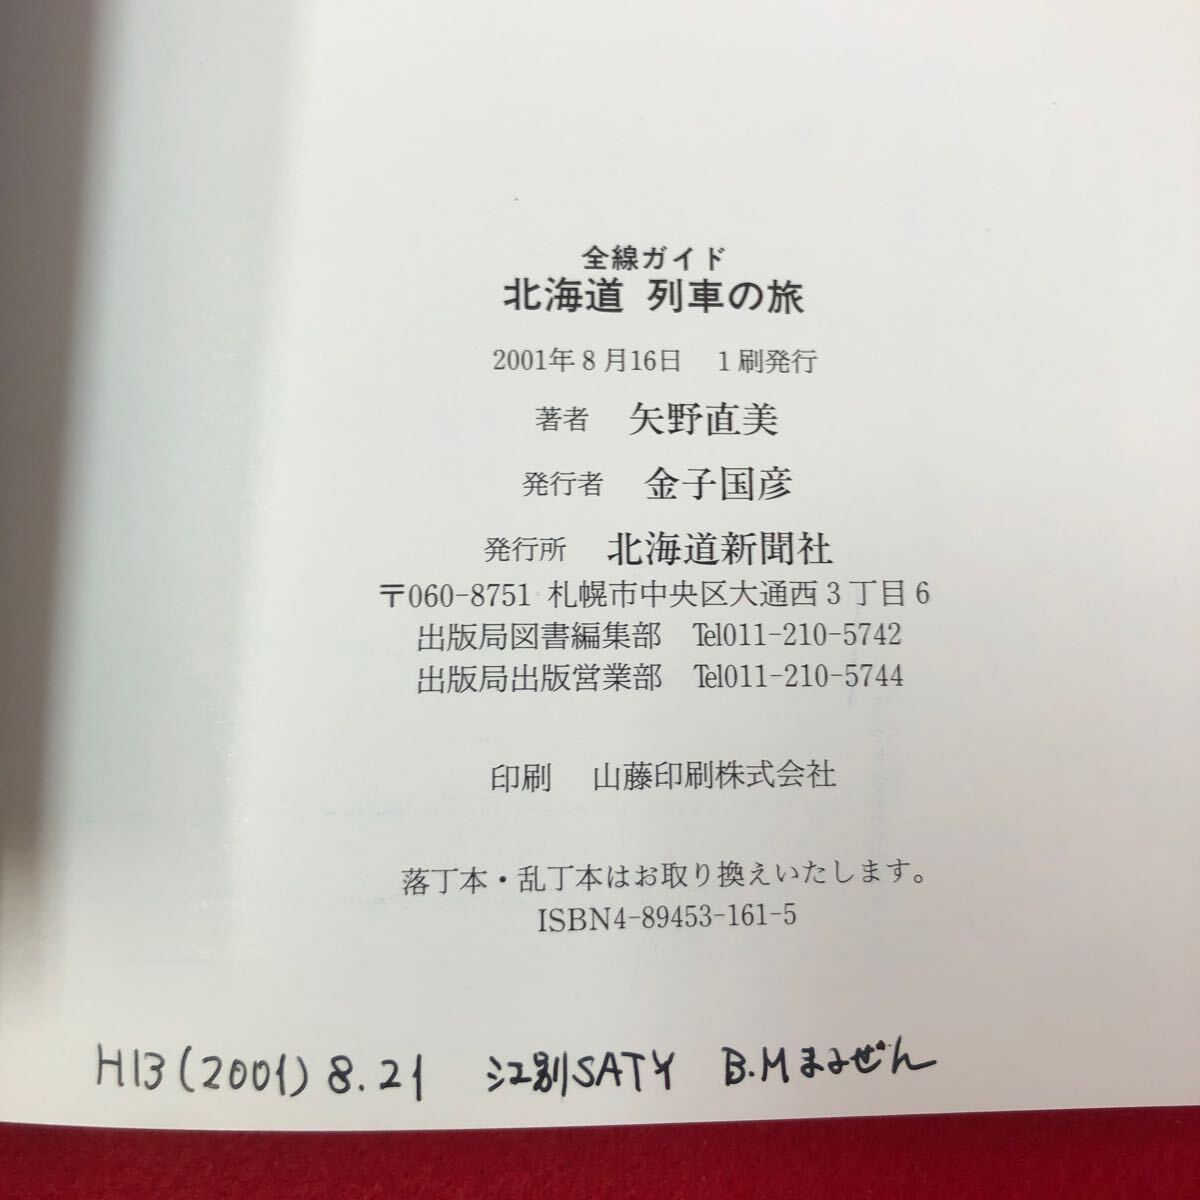 全線ガイド
北海道 列車の旅
2001年8月16日 1刷発行
著者 矢野直美
発行者 金子国彦
発行所 北海道新聞社
〒060-8751 札幌市中央区大通西3丁目6
出版局図書編集部 ℡011-210-5742
出版局出版営業部 ℡011-210-5744
印刷 山藤印刷株式会社
落丁本・乱丁本はお取り換えいたします。
ISBN4-89453-161-5
H13(2001)8.21 江別SATY B.Mまるぜん